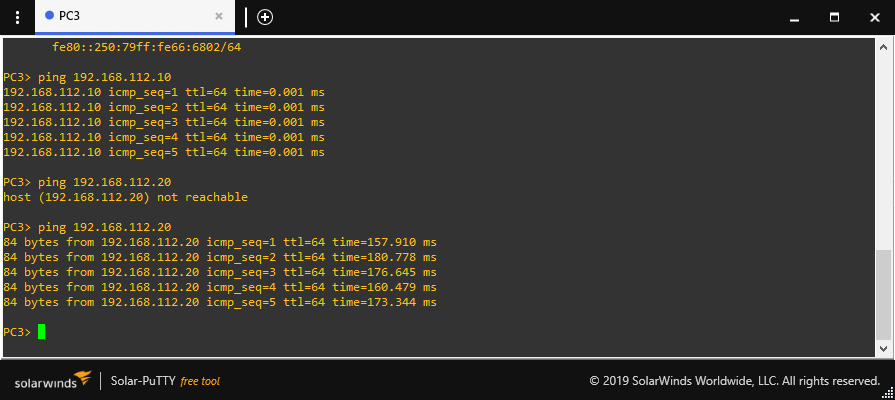 PC3
fe80::250:79ff:fe66:6802/64
PC3> ping 192.168.112.10
192.168.112.10 icmp_seq=1 ttl=64 time=0.001 ms
192.168.112.10 icmp_seq=2 ttl=64 time=0.001 ms
192.168.112.10 icmp_seq=3 ttl=64 time=0.001 ms
192.168.112.10 icmp_seq=4 ttl=64 time=0.001 ms
192.168.112.10 icmp_seq=5 ttl=64 time=0.001 ms
PC3> ping 192.168.112.20
host (192.168.112.20) not reachable
PC3> ping 192.168.112.20
84 bytes from 192.168.112.20 icmp_seq=1 ttl=64 time=157.910 ms
84 bytes from 192.168.112.20 icmp_seq=2 ttl=64 time=180.778 ms
84 bytes from 192.168.112.20 icmp_seq=3 ttl=64 time=176.645 ms
84 bytes from 192.168.112.20 icmp_seq=4 ttl=64 time=160.479 ms
84 bytes from 192.168.112.20 icmp_seq=5 ttl=64 time=173.344 ms
PC3>
solarwinds | Solar-PuTTY free tool © 2019 SolarWinds Worldwide, LLC. All rights reserved.